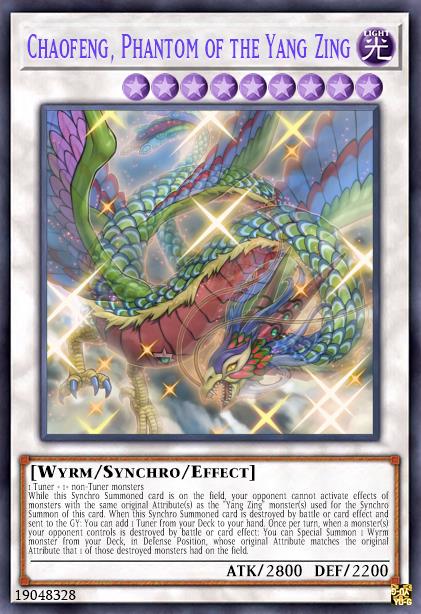 CHAOFENG, PHANTOM OF THE YANG ZING
LIGHT
光
[WYRM/SYNCHRO/EFFECT]
1 Tuner + 1+ non-Tuner monsters
While this Synchro Summoned card is on the field, your opponent cannot activate effects of
monsters with the same original Attribute(s) as the "Yang Zing" monster(s) used for the Synchro
Summon of this card. When this Synchro Summoned card is destroyed by battle or card effect and
sent to the GY: You can add 1 Tuner from your Deck to your hand. Once per turn, when a monster(s)
your opponent controls is destroyed by battle or card effect: You can Special Summon 1 Wyrm
monster from your Deck, in Defense Position, whose original Attribute matches the original
Attribute that 1 of those destroyed monsters had on the field.
ATK/2800 DEF/2200
19048328